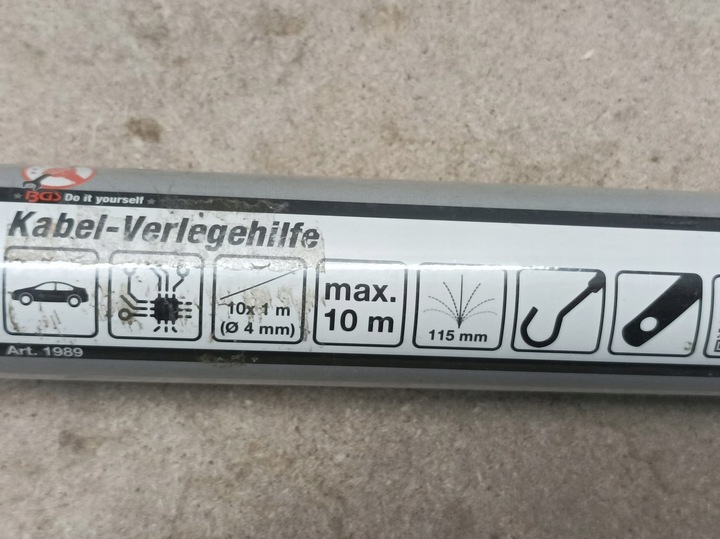 BGS Do it yourself
Kabel-Verlegehilfe
10x 1 m
(Ø 4 mm)
max.
10 m
115 mm
Art. 1989